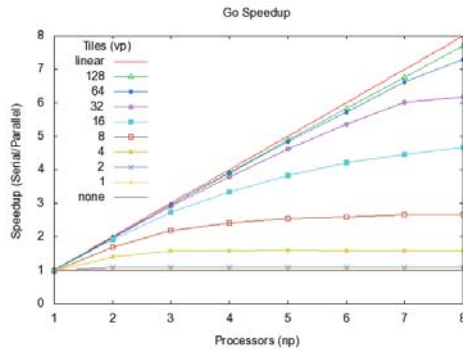 Go Speedup
Speedup (Serial/Parallel)
8
7
6
5
4
3
2
1
0
Tiles (vp)
linear
128
64
32
16
8
4
2
1
none
1 2 3 4 5 6 7 8
Processors (np)